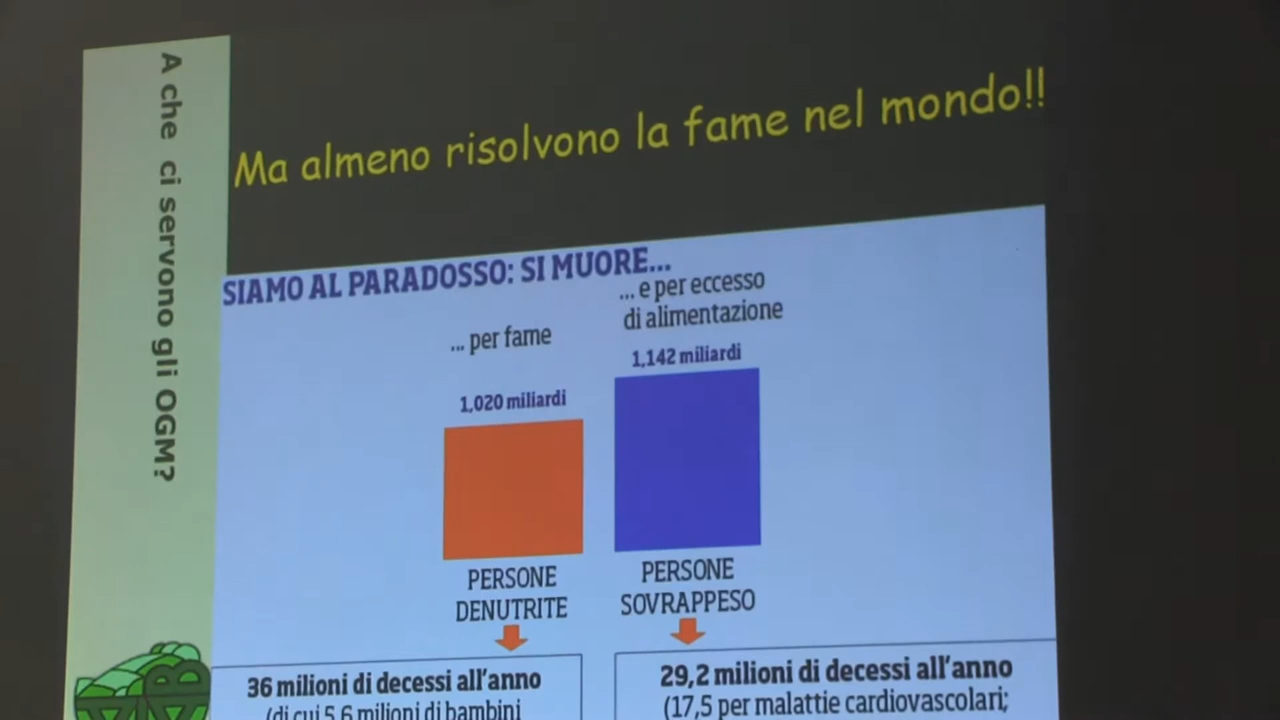 A che ci servono gli OGM?
Ma almeno risolvono la fame nel mondo!!
SIAMO AL PARADOSSO: SI MUORE...
... per fame
1,020 miliardi
... e per eccesso
di alimentazione
1,142 miliardi
PERSONE
DENUTRITE
PERSONE
SOVRAPPESO
36 milioni di decessi all'anno
(di cui 5,6 milioni di bambini
29,2 milioni di decessi all'anno
(17,5 per malattie cardiovascolari;